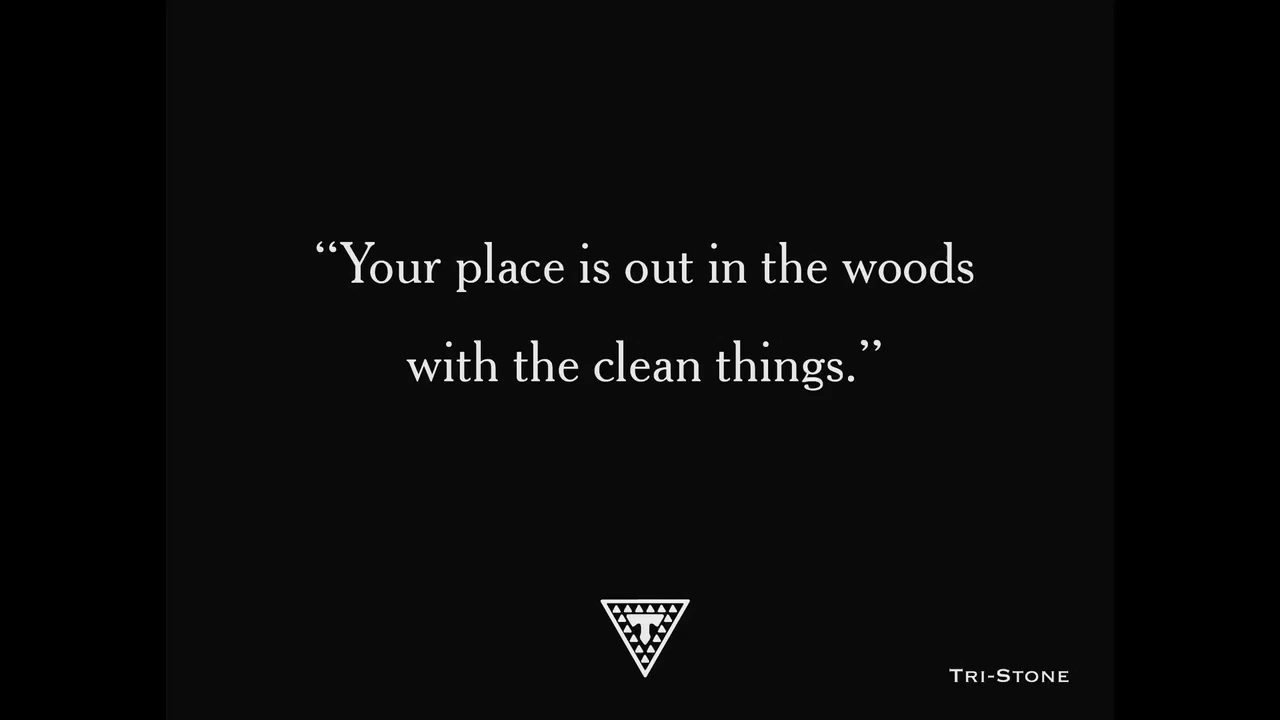 “Your place is out in the woods
with the clean things.”
T
TRI-STONE